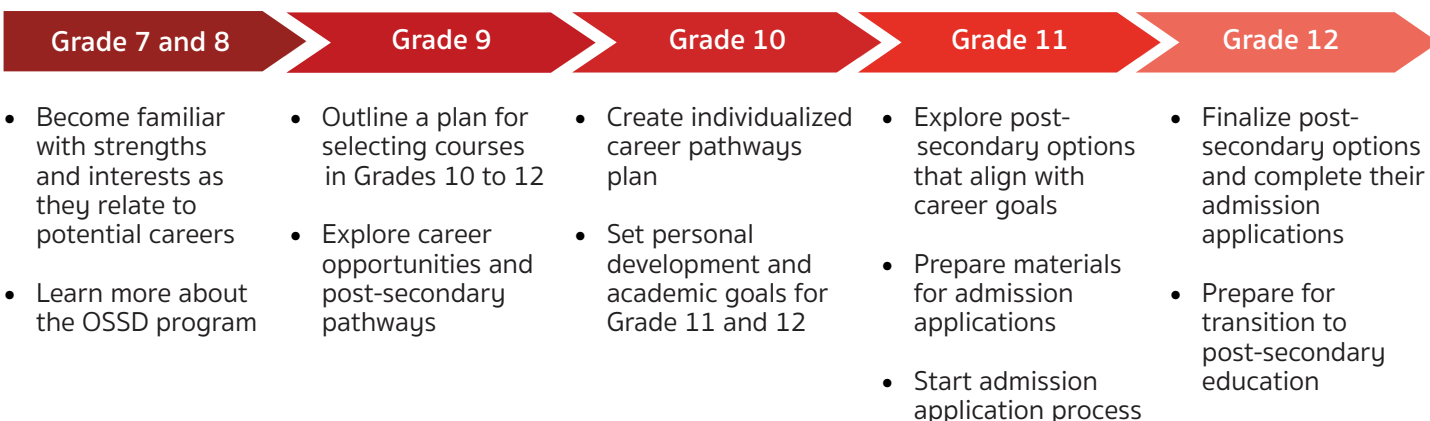 Grade 7 and 8
Grade 9
Grade 10
Grade 11
Grade 12
• Become familiar
with strengths
and interests as
they relate to
potential careers
• Learn more about
the OSSD program
• Outline a plan for
selecting courses
in Grades 10 to 12
• Explore career
opportunities and
post-secondary
pathways
• Create individualized
career pathways
plan
• Set personal
development and
academic goals for
Grade 11 and 12
• Explore post-
secondary options
that align with
career goals
• Prepare materials
for admission
applications
• Start admission
application process
• Finalize post-
secondary options
and complete their
admission
applications
• Prepare for
transition to
post-secondary
education